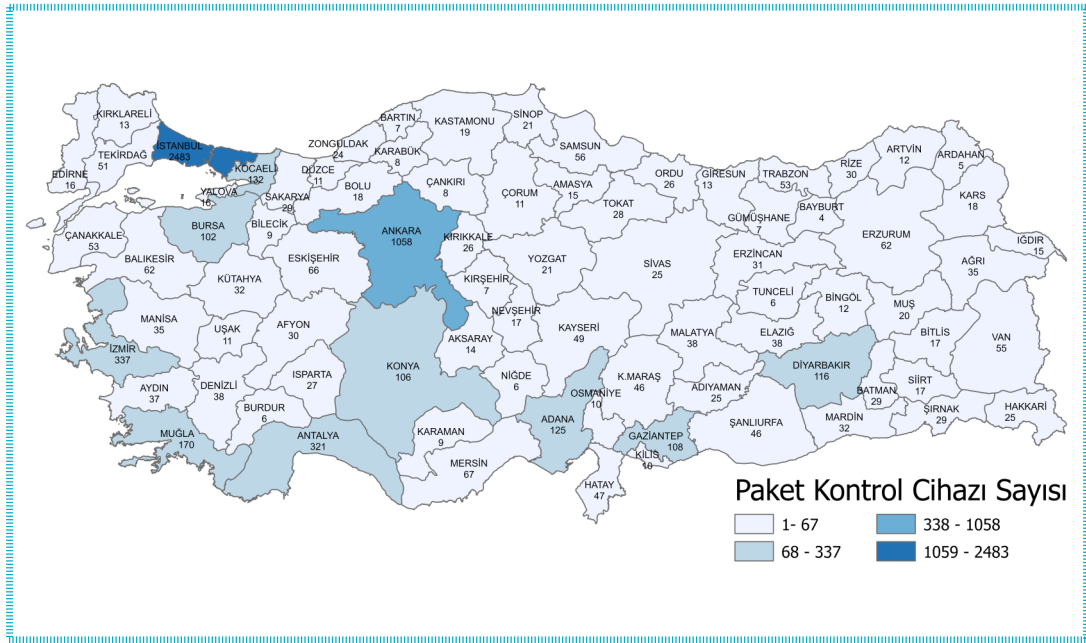 KIRKLARELİ
13
EDİRNE
16
TEKİRDAĞ
51
İSTANBUL
2483
KOCAELİ
132
YALOVA
16
SAKARYA
29
DÜZCE
11
BOLU
18
ZONGULDAK
24
BARTIN
7
KARABÜK
8
KASTAMONU
19
SİNOP
21
ÇANKIRI
8
SAMSUN
56
AMASYA
15
ÇORUM
11
ORDU
26
TOKAT
28
GİRESUN
13
TRABZON
53
GÜMÜŞHANE
7
BAYBURT
4
RİZE
30
ARTVİN
12
ARDAHAN
5
KARS
18
IĞDIR
15
ERZURUM
62
AĞRI
35
ÇANAKKALE
53
BALIKESİR
62
BURSA
102
BİLECİK
9
ESKİŞEHİR
66
KÜTAHYA
32
ANKARA
1058
KIRIKKALE
26
KIRŞEHİR
7
YOZGAT
21
SİVAS
25
ERZİNCAN
31
TUNCELİ
6
BİNGÖL
12
MUŞ
20
BİTLİS
17
VAN
55
MANİSA
35
İZMİR
337
UŞAK
11
AFYON
30
AYDIN
37
DENİZLİ
38
ISPARTA
27
BURDUR
6
MUĞLA
170
ANTALYA
321
KONYA
106
AKSARAY
14
NEVŞEHİR
17
NİĞDE
6
KAYSERİ
49
KARAMAN
9
MERSİN
67
ADANA
125
OSMANİYE
10
HATAY
47
K.MARAŞ
46
MALATYA
38
ELAZIĞ
38
ADIYAMAN
25
GAZİANTEP
108
KİLİS
10
ŞANLIURFA
46
DİYARBAKIR
116
MARDİN
32
BATMAN
29
SİİRT
17
ŞIRNAK
29
HAKKARİ
25
Paket Kontrol Cihazı Sayısı
1- 67
68 - 337
338 - 1058
1059 - 2483